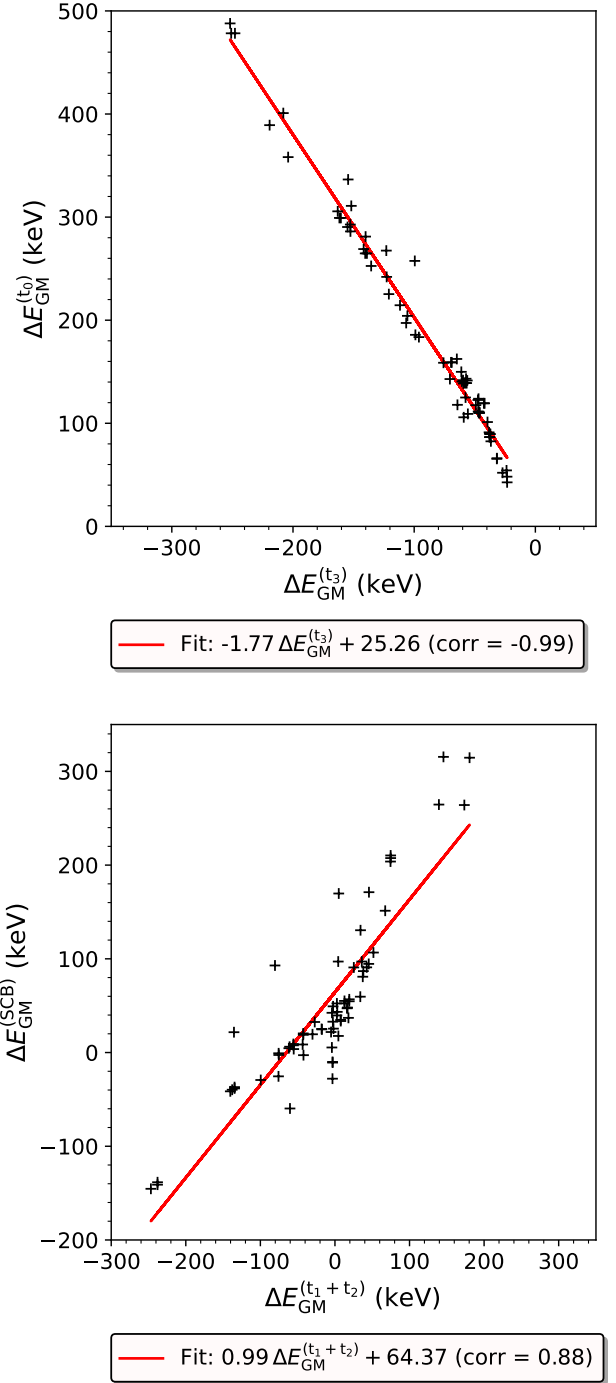 500
400
300
200
100
0
ΔE_GM^(t₀) (keV)
−300 −200 −100 0
ΔE_GM^(t₃) (keV)
Fit: -1.77 ΔE_GM^(t₃) + 25.26 (corr = -0.99)
300
200
100
0
−100
−200
ΔE_GM^(SCB) (keV)
−300 −200 −100 0 100 200 300
ΔE_GM^(t₁ + t₂) (keV)
Fit: 0.99 ΔE_GM^(t₁ + t₂) + 64.37 (corr = 0.88)